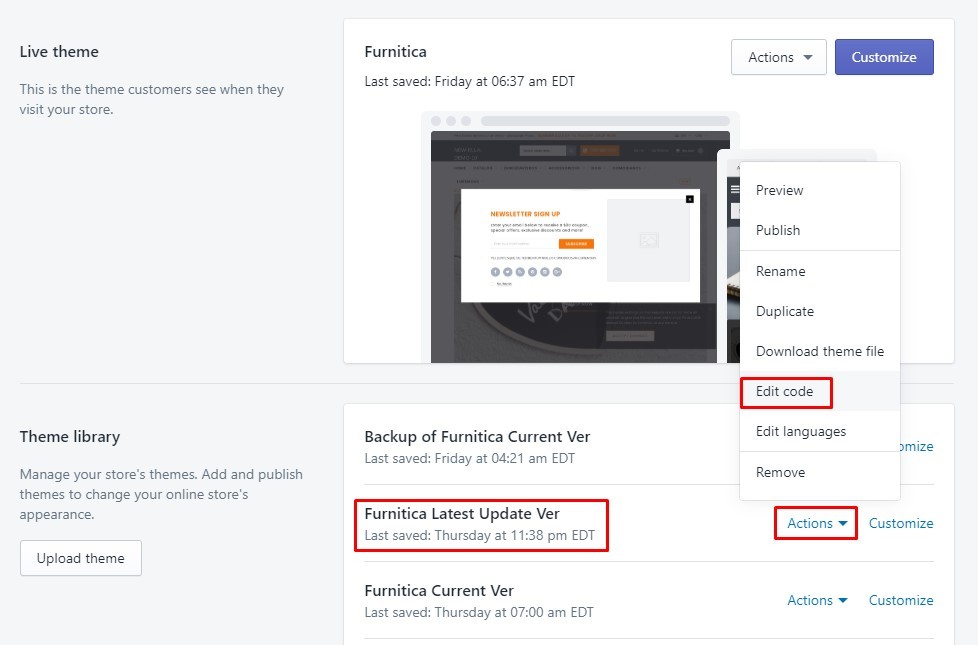 Live theme
This is the theme customers see when they
visit your store.
Furnitica
Last saved: Friday at 06:37 am EDT
Actions
Customize
NEWSLETTER SIGN UP
Preview
Publish
Rename
Duplicate
Download theme file
Edit code
Edit languages
Remove
Theme library
Manage your store's themes. Add and publish
themes to change your online store's
appearance.
Upload theme
Backup of Furnitica Current Ver
Last saved: Friday at 04:21 am EDT
Furnitica Latest Update Ver
Last saved: Thursday at 11:38 pm EDT
Actions
Customize
Furnitica Current Ver
Last saved: Thursday at 07:00 am EDT
Actions
Customize